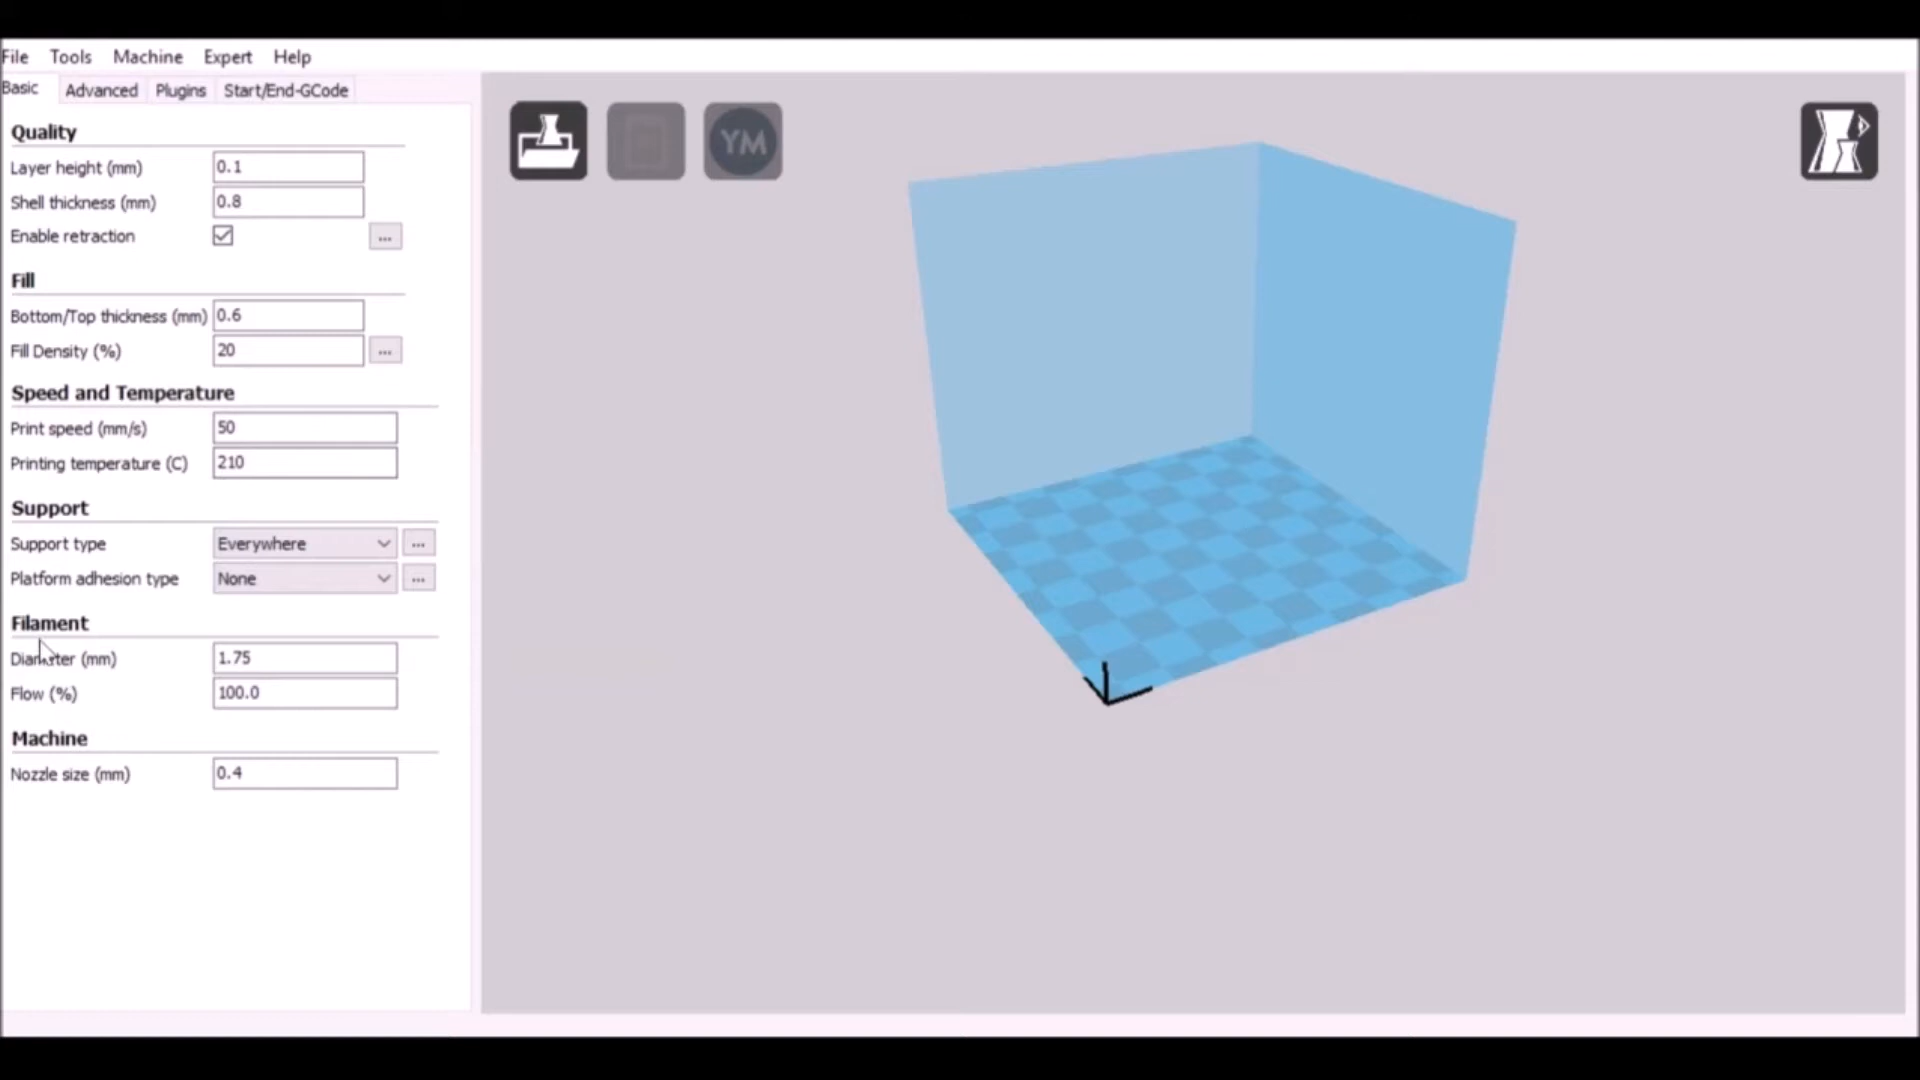 File Tools Machine Expert Help
Basic Advanced Plugins Start/End-GCode
Quality
Layer height (mm) 0.1
Shell thickness (mm) 0.8
Enable retraction ...
Fill
Bottom/Top thickness (mm) 0.6
Fill Density (%) 20 ...
Speed and Temperature
Print speed (mm/s) 50
Printing temperature (C) 210
Support
Support type Everywhere ...
Platform adhesion type None ...
Filament
Diameter (mm) 1.75
Flow (%) 100.0
Machine
Nozzle size (mm) 0.4
YM